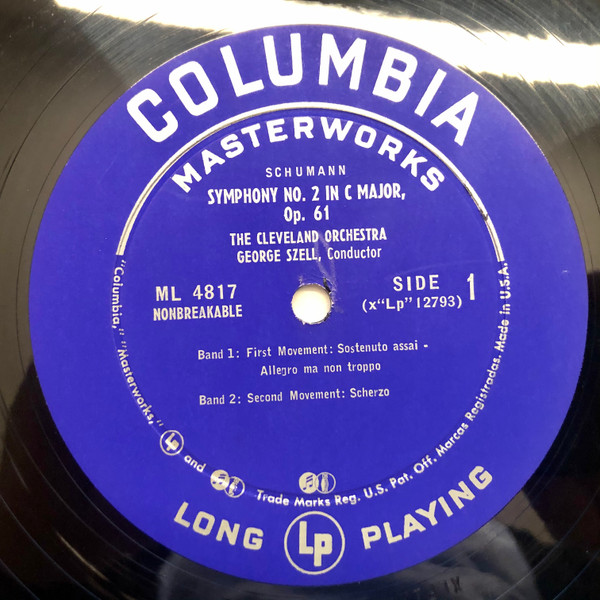 COLUMBIA
MASTERWORKS
SCHUMANN
SYMPHONY NO. 2 IN C MAJOR,
Op. 61
THE CLEVELAND ORCHESTRA
GEORGE SZELL, Conductor
ML 4817
NONBREAKABLE
SIDE 1
(x"Lp" 12793)
Band 1: First Movement: Sostenuto assai -
Allegro ma non troppo
Band 2: Second Movement: Scherzo
"Columbia," "Masterworks," Lp and Trade Marks Reg. U.S. Pat. Off. Marcas Registradas. Made in U.S.A.
LONG Lp PLAYING